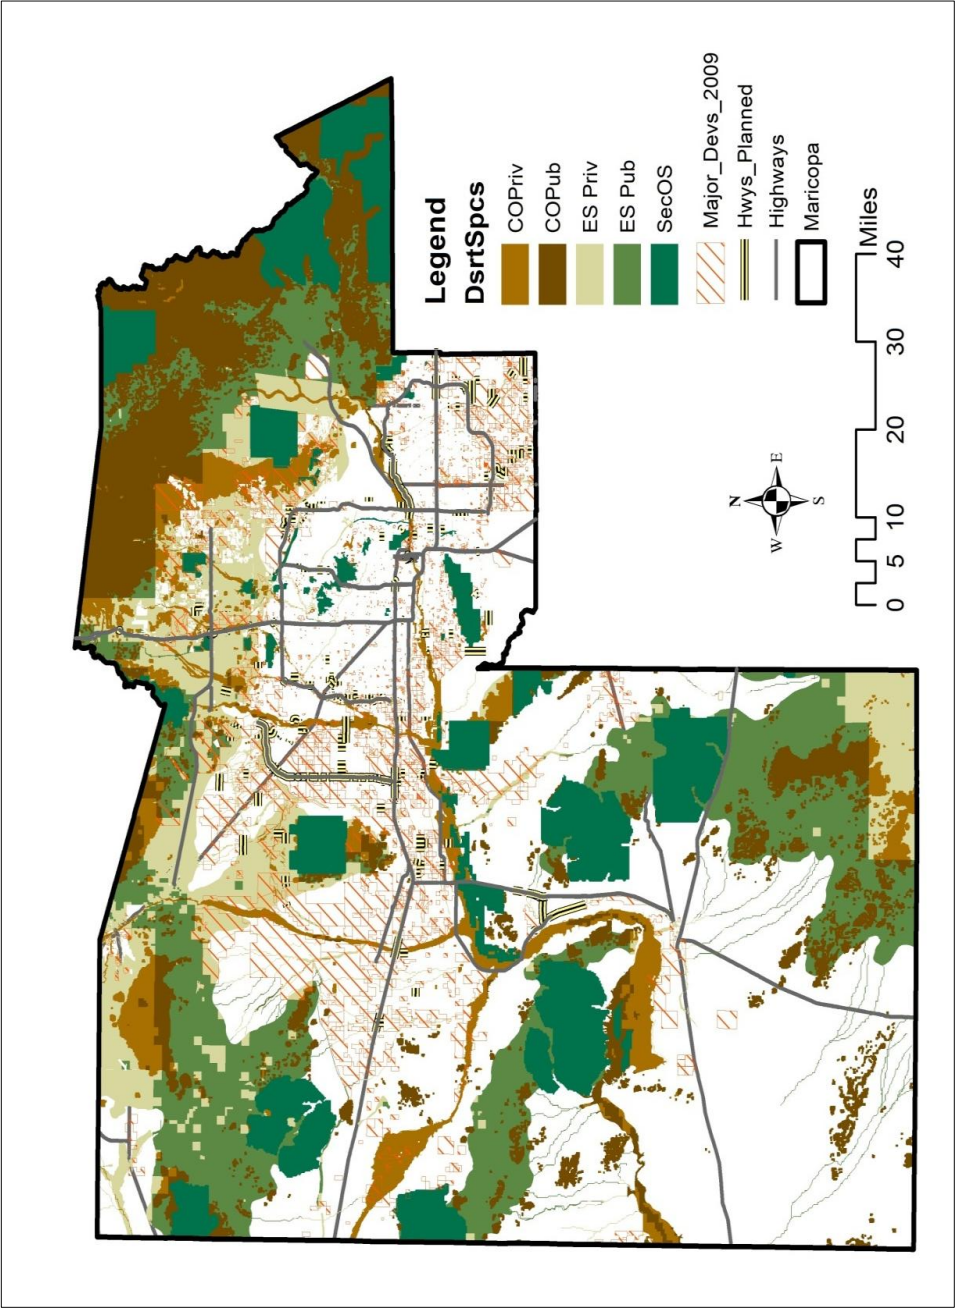 Legend
DsrtSpcs
COPriv
COPub
ES Priv
ES Pub
SecOS
Major_Devs_2009
Hwys_Planned
Highways
Maricopa
N
W
E
S
0 5 10 20 30 40
Miles